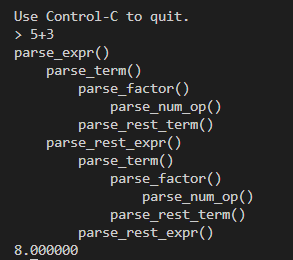 Use Control-C to quit.
> 5+3
parse_expr()
    parse_term()
        parse_factor()
            parse_num_op()
        parse_rest_term()
    parse_rest_expr()
        parse_term()
            parse_factor()
                parse_num_op()
            parse_rest_term()
        parse_rest_expr()
8.000000